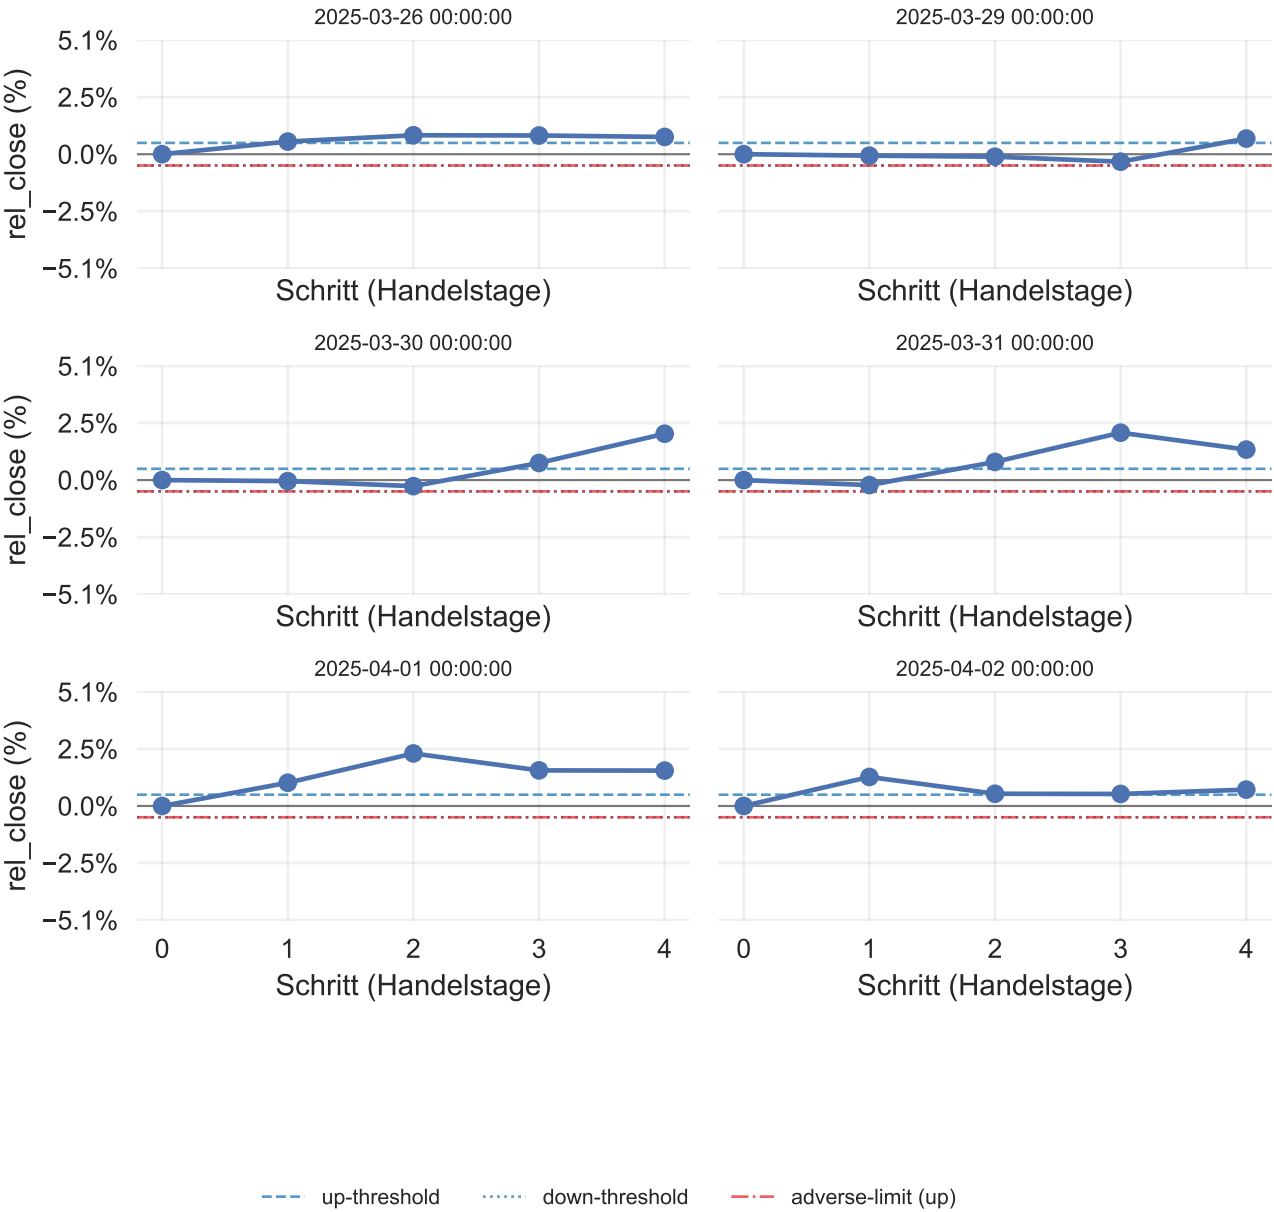 2025-03-26 00:00:00
5.1%
2.5%
0.0%
−2.5%
−5.1%
rel_close (%)
Schritt (Handelstage)
2025-03-29 00:00:00
Schritt (Handelstage)
2025-03-30 00:00:00
5.1%
2.5%
0.0%
−2.5%
−5.1%
rel_close (%)
Schritt (Handelstage)
2025-03-31 00:00:00
Schritt (Handelstage)
2025-04-01 00:00:00
5.1%
2.5%
0.0%
−2.5%
−5.1%
rel_close (%)
0 1 2 3 4
Schritt (Handelstage)
2025-04-02 00:00:00
0 1 2 3 4
Schritt (Handelstage)
up-threshold down-threshold adverse-limit (up)